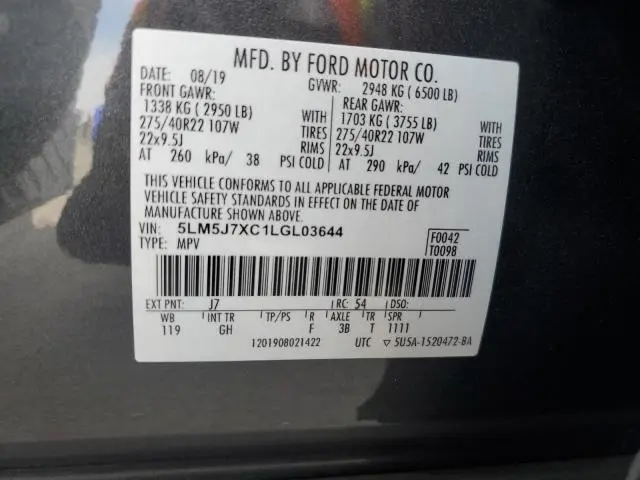 MFD. BY FORD MOTOR CO.
DATE: 08/19 GVWR: 2948 KG ( 6500 LB)
FRONT GAWR: REAR GAWR:
1338 KG ( 2950 LB) 1703 KG ( 3755 LB)
275/40R22 107W TIRES 275/40R22 107W TIRES
22x9.5J RIMS 22x9.5J RIMS
AT 260 kPa/ 38 PSI COLD AT 290 kPa/ 42 PSI COLD
THIS VEHICLE CONFORMS TO ALL APPLICABLE FEDERAL MOTOR
VEHICLE SAFETY STANDARDS IN EFFECT ON THE DATE OF
MANUFACTURE SHOWN ABOVE.
VIN: 5LM5J7XC1LGL03644 F0042
TYPE: MPV T0098
EXT PNT: J7 RC: 54 DSO:
WB INT TR TP/PS R AXLE TR SPR
119 GH F 3B T 1111
1201908021422 UTC ▽ 5U5A-1520472-BA